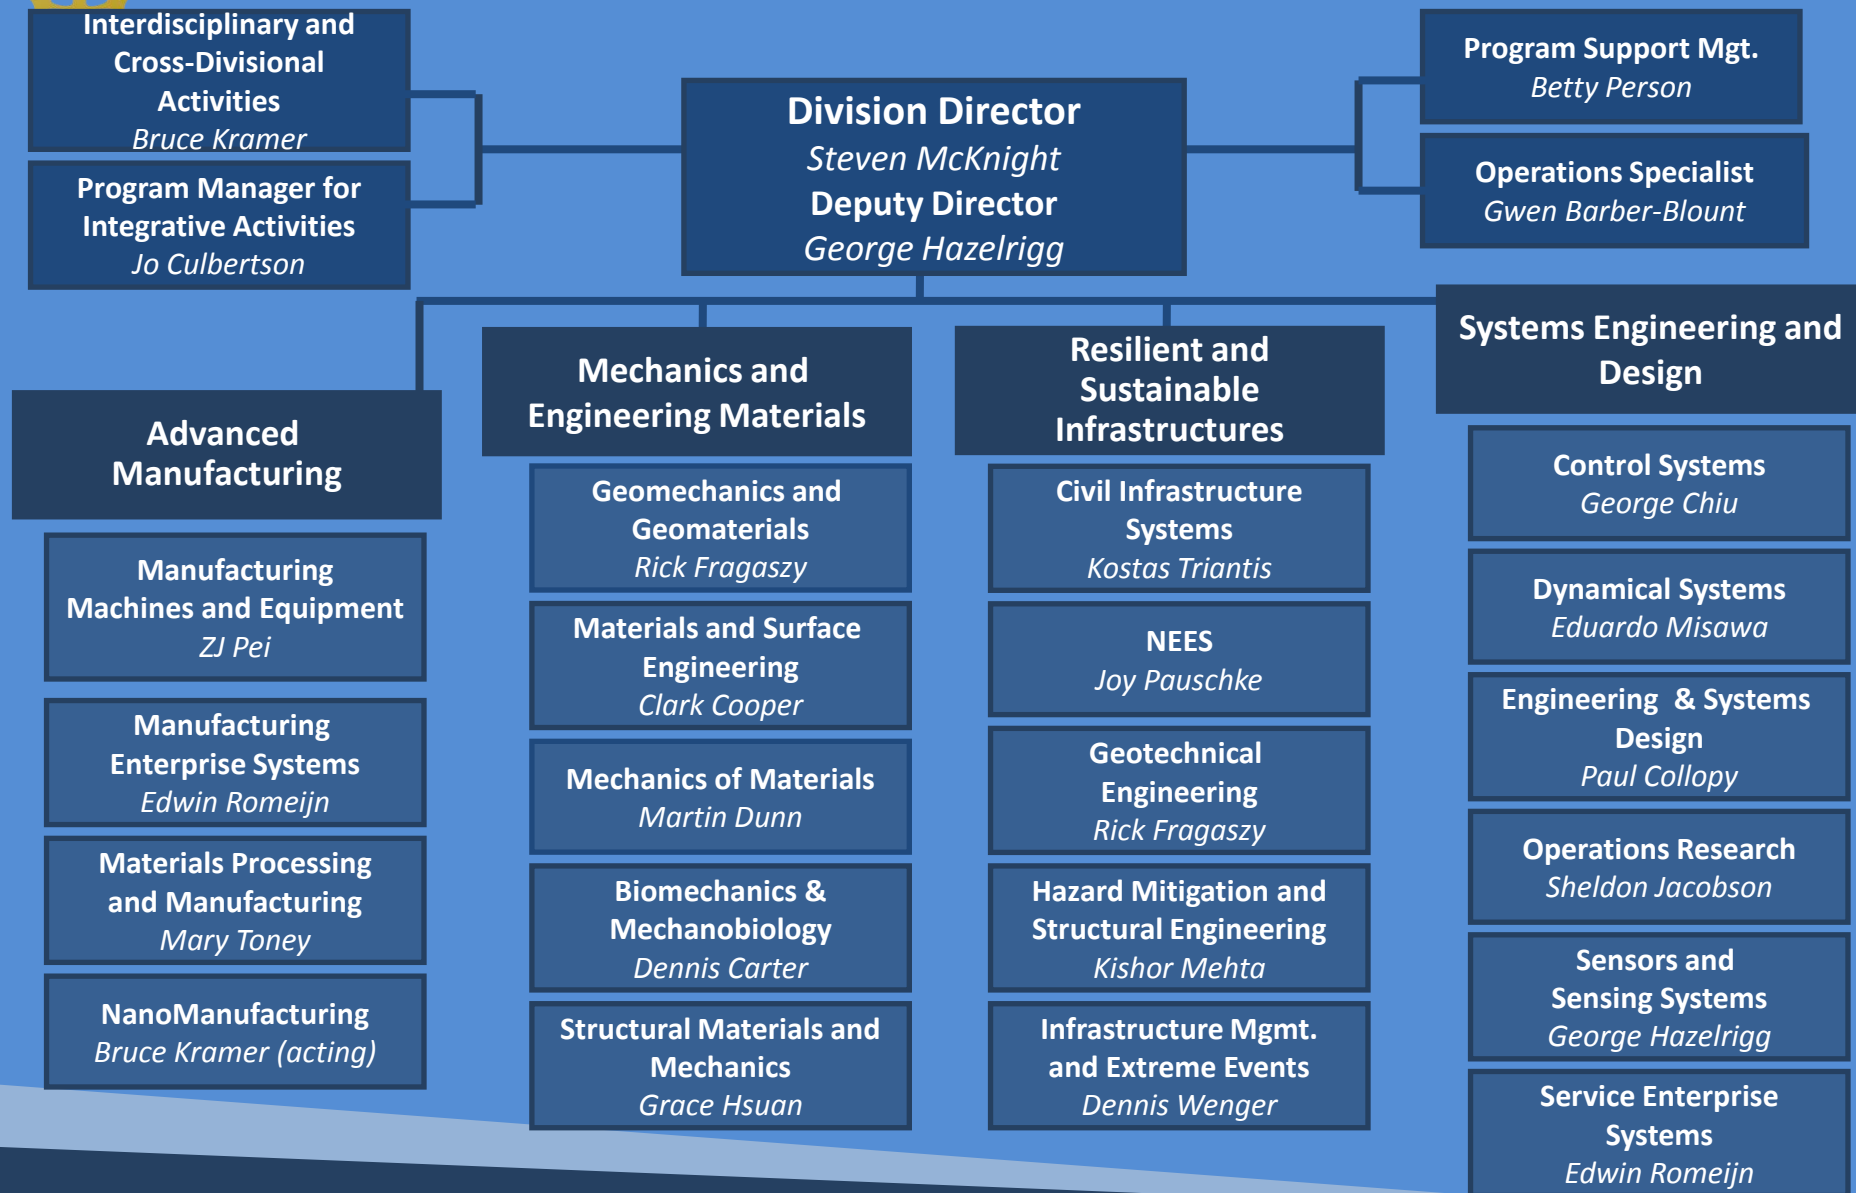 Interdisciplinary and
Cross-Divisional
Activities
Bruce Kramer
Program Manager for
Integrative Activities
Jo Culbertson
Division Director
Steven McKnight
Deputy Director
George Hazelrigg
Program Support Mgt.
Betty Person
Operations Specialist
Gwen Barber-Blount
Advanced
Manufacturing
Manufacturing
Machines and Equipment
ZJ Pei
Manufacturing
Enterprise Systems
Edwin Romeijn
Materials Processing
and Manufacturing
Mary Toney
NanoManufacturing
Bruce Kramer (acting)
Mechanics and
Engineering Materials
Geomechanics and
Geomaterials
Rick Fragaszy
Materials and Surface
Engineering
Clark Cooper
Mechanics of Materials
Martin Dunn
Biomechanics &
Mechanobiology
Dennis Carter
Structural Materials and
Mechanics
Grace Hsuan
Resilient and
Sustainable
Infrastructures
Civil Infrastructure
Systems
Kostas Triantis
NEES
Joy Pauschke
Geotechnical
Engineering
Rick Fragaszy
Hazard Mitigation and
Structural Engineering
Kishor Mehta
Infrastructure Mgmt.
and Extreme Events
Dennis Wenger
Systems Engineering and
Design
Control Systems
George Chiu
Dynamical Systems
Eduardo Misawa
Engineering & Systems
Design
Paul Collopy
Operations Research
Sheldon Jacobson
Sensors and
Sensing Systems
George Hazelrigg
Service Enterprise
Systems
Edwin Romeijn